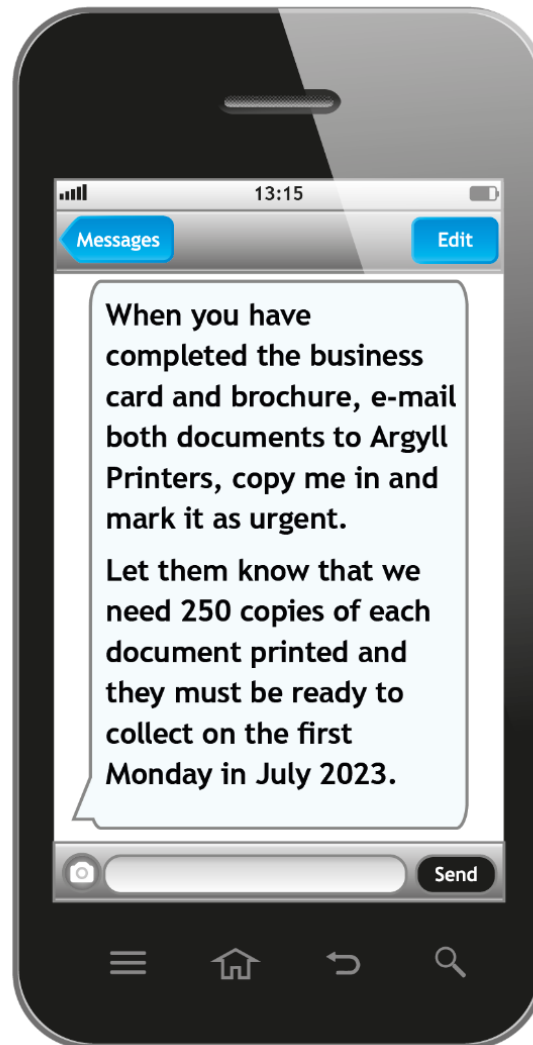 13:15
Messages
Edit
When you have
completed the business
card and brochure, e-mail
both documents to Argyll
Printers, copy me in and
mark it as urgent.
Let them know that we
need 250 copies of each
document printed and
they must be ready to
collect on the first
Monday in July 2023.
Send